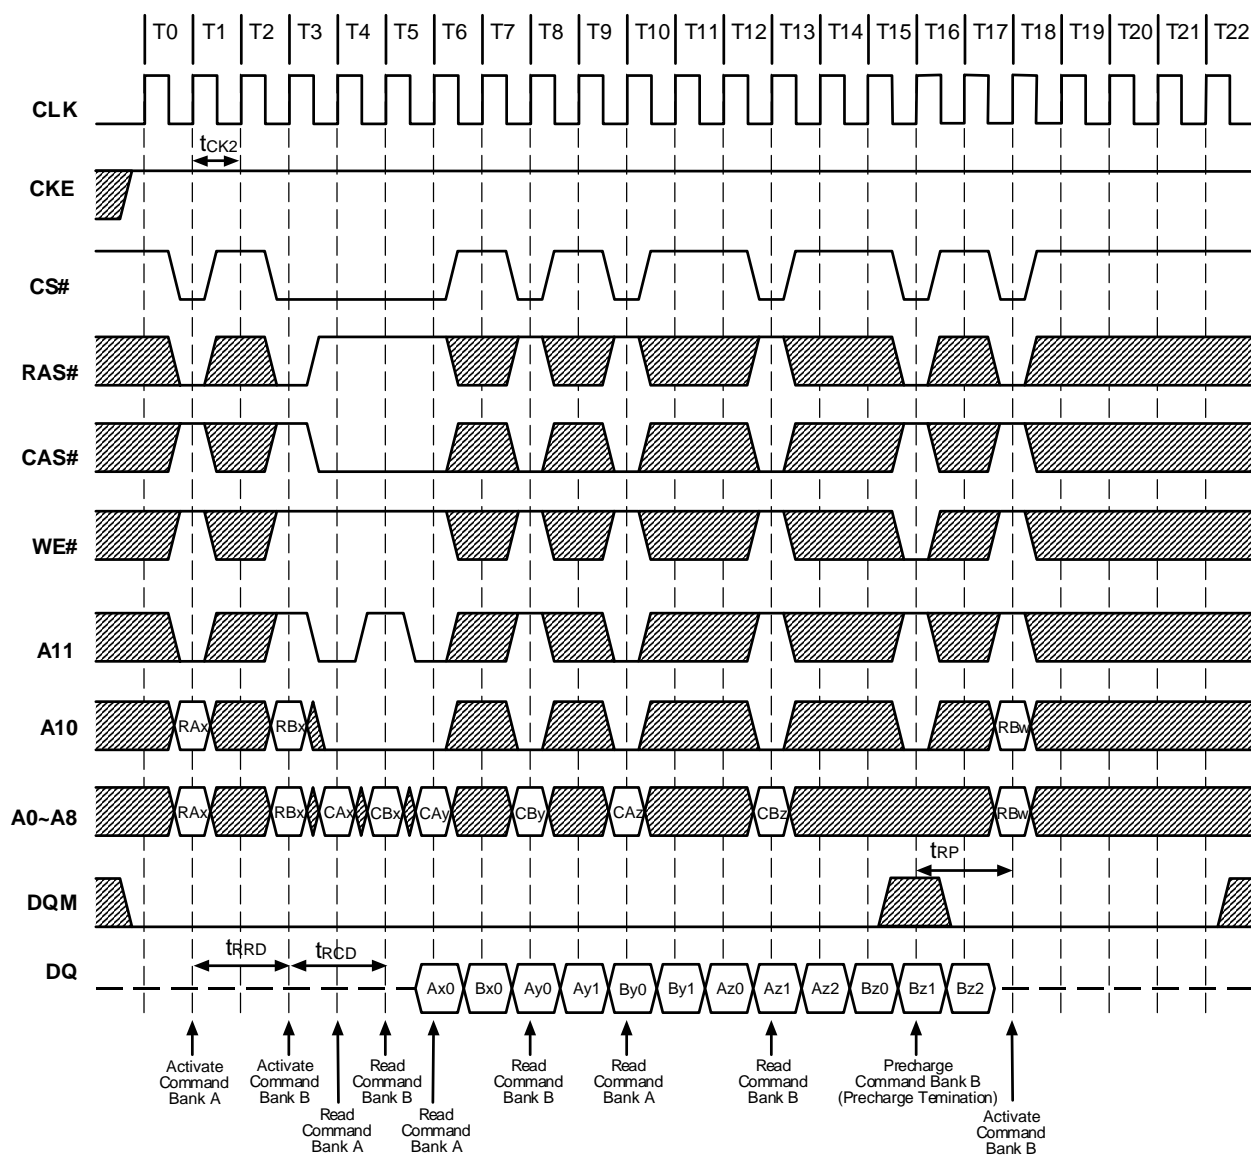 T0 T1 T2 T3 T4 T5 T6 T7 T8 T9 T10 T11 T12 T13 T14 T15 T16 T17 T18 T19 T20 T21 T22
CLK
tCK2
CKE
CS#
RAS#
CAS#
WE#
A11
A10 RAx RBx RBw
A0~A8 RAx RBx CAx CBx CAy CBy CAz CBz RBw
tRP
DQM
tRRD tRCD
DQ
Ax0 Bx0 Ay0 Ay1 By0 By1 Az0 Az1 Az2 Bz0 Bz1 Bz2
Activate
Command
Bank A
Activate
Command
Bank B
Read
Command
Bank A
Read
Command
Bank B
Read
Command
Bank A
Read
Command
Bank B
Read
Command
Bank A
Read
Command
Bank B
Precharge
Command Bank B
(Precharge Temination)
Activate
Command
Bank B